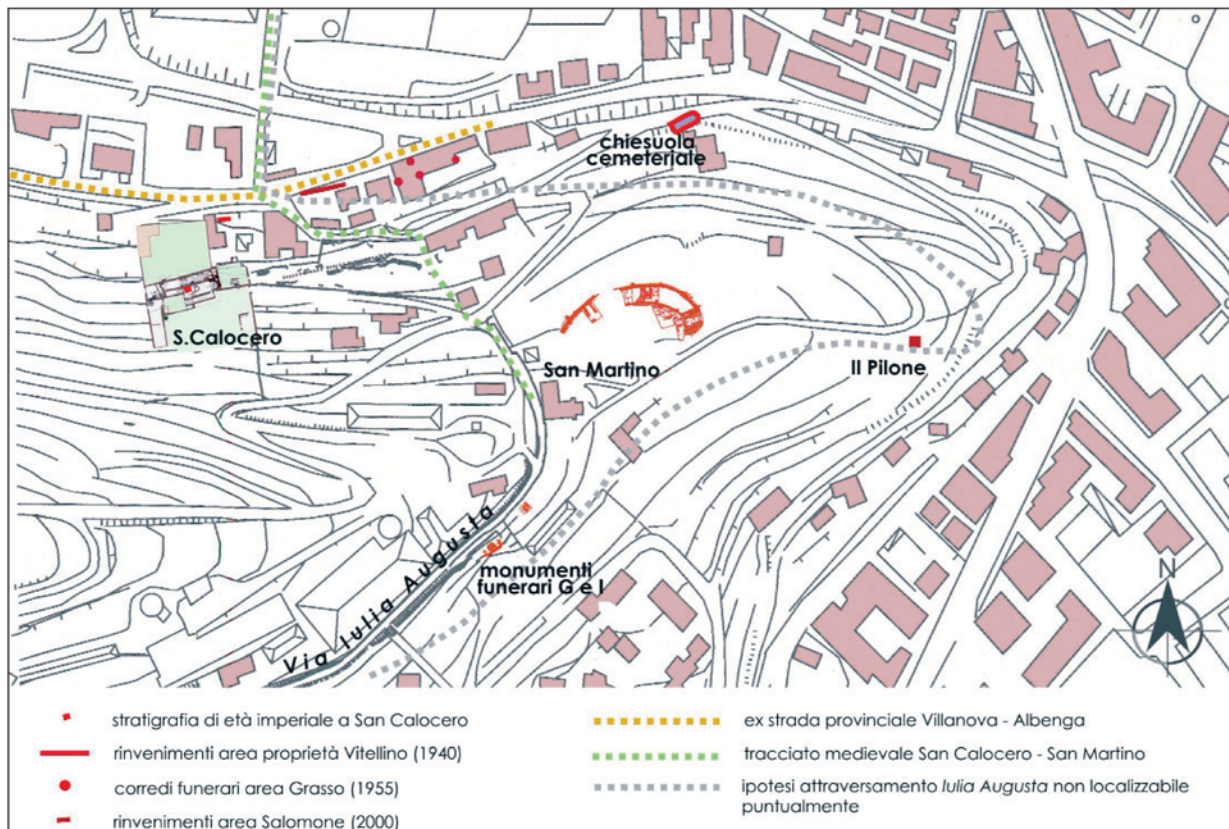 chiesuola
cemeteriale
S.Calocero
San Martino
Il Pilone
monumenti
funerari G e I
Via Iulia Augusta
N
stratigrafia di età imperiale a San Calocero
rinvenimenti area proprietà Vitellino (1940)
corredi funerari area Grasso (1955)
rinvenimenti area Salomone (2000)
ex strada provinciale Villanova - Albenga
tracciato medievale San Calocero - San Martino
ipotesi attraversamento Iulia Augusta non localizzabile
puntualmente